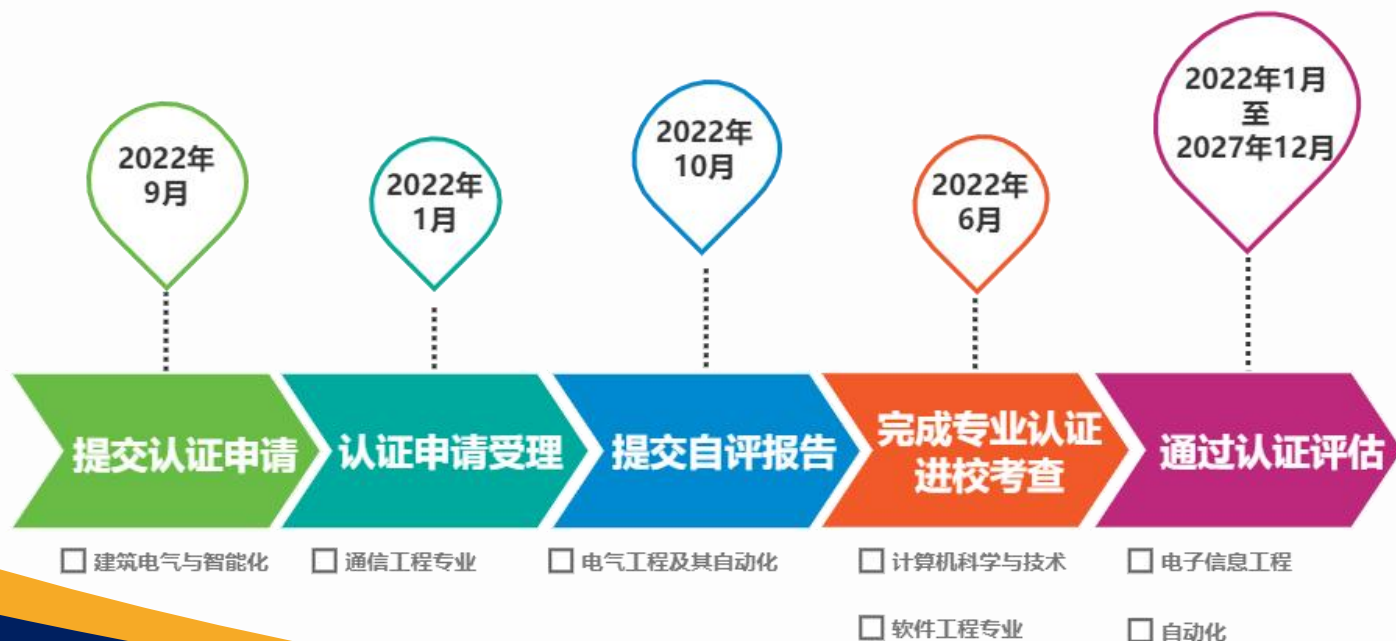 2022年
9月
2022年
1月
2022年
10月
2022年
6月
2022年1月
至
2027年12月
提交认证申请
认证申请受理
提交自评报告
完成专业认证
进校考查
通过认证评估
建筑电气与智能化
通信工程专业
电气工程及其自动化
计算机科学与技术
电子信息工程
软件工程专业
自动化